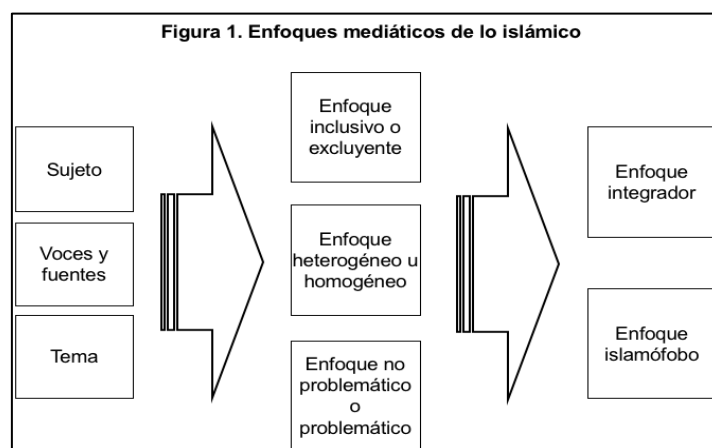 Figura 1. Enfoques mediáticos de lo islámico
Sujeto
Voces y
fuentes
Tema
Enfoque
inclusivo o
excluyente
Enfoque
heterogéneo u
homogéneo
Enfoque no
problemático
o
problemático
Enfoque
integrador
Enfoque
islamófobo